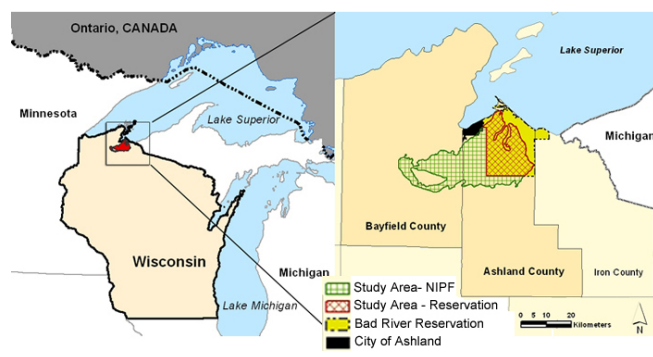 Ontario, CANADA
Minnesota
Lake Superior
Wisconsin
Michigan
Lake Michigan
Lake Superior
Michigan
Bayfield County
Ashland County
Iron County
Study Area- NIPF
Study Area - Reservation
Bad River Reservation
City of Ashland
0 5 10 20
Kilometers
N